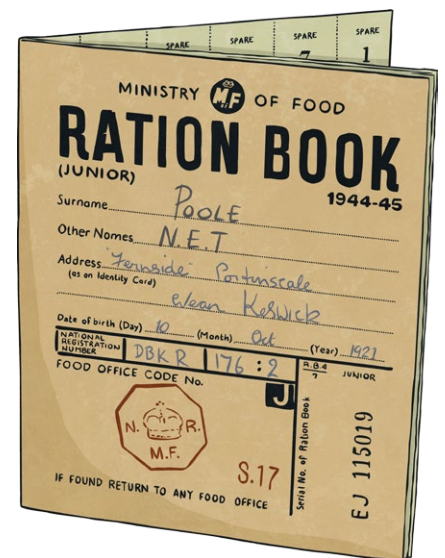 SPARE SPARE SPARE
7 1
MINISTRY MF OF FOOD
RATION BOOK
(JUNIOR) 1944-45
Surname POOLE
Other Nomes N.E.T
Address 'Fernside' Portinscale
(as on Identity Card)
Wean Keswick
Date of birth (Day) 10 (Month) Oct (Year) 1927
NATIONAL REGISTRATION NUMBER DBKR 176:2
R.B.4
7 JUNIOR
FOOD OFFICE CODE No.
J
N. R.
M.F.
S.17
Serial No. of Ration Book
EJ 115019
IF FOUND RETURN TO ANY FOOD OFFICE